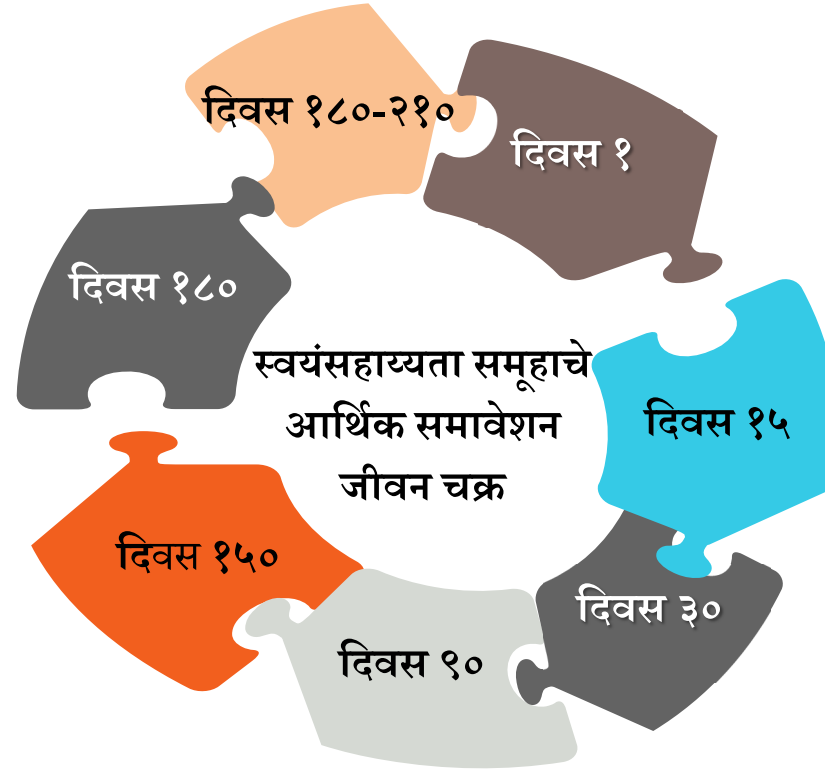 स्वयंसहाय्यता समूहाचे
आर्थिक समावेशन
जीवन चक्र
दिवस १
दिवस १५
दिवस ३०
दिवस ९०
दिवस १५०
दिवस १८०
दिवस १८०-२१०